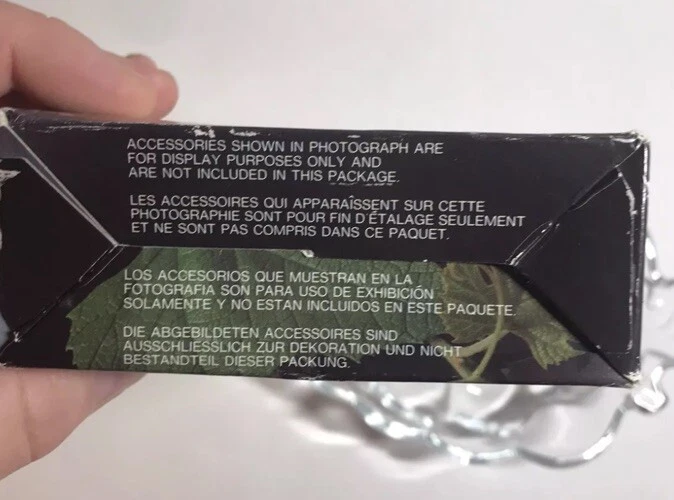 ACCESSORIES SHOWN IN PHOTOGRAPH ARE
FOR DISPLAY PURPOSES ONLY AND
ARE NOT INCLUDED IN THIS PACKAGE.
LES ACCESSOIRES QUI APPARAÎSSENT SUR CETTE
PHOTOGRAPHIE SONT POUR FIN D'ÉTALAGE SEULEMENT
ET NE SONT PAS COMPRIS DANS CE PAQUET.
LOS ACCESORIOS QUE MUESTRAN EN LA
FOTOGRAFIA SON PARA USO DE EXHIBICIÓN
SOLAMENTE Y NO ESTAN INCLUIDOS EN ESTE PAQUETE.
DIE ABGEBILDETEN ACCESSOIRES SIND
AUSSCHLIESSLICH ZUR DEKORATION UND NICHT
BESTANDTEIL DIESER PACKUNG.